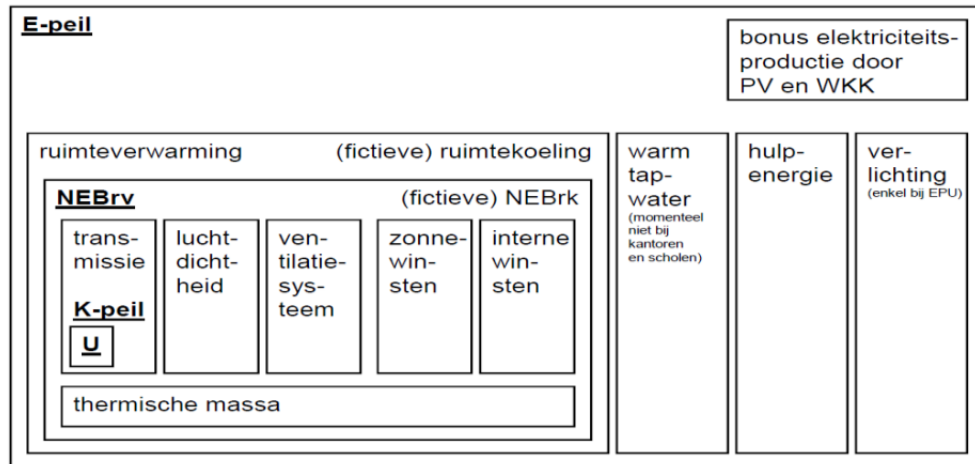 E-peil
bonus elektriciteits-
productie door
PV en WKK
ruimteverwarming (fictieve) ruimtekoeling
NEBrv (fictieve) NEBrk
trans-
missie
K-peil
U
lucht-
dicht-
heid
ven-
tilatie-
sys-
teem
zonne-
win-
sten
interne
win-
sten
thermische massa
warm
tap-
water
(momenteel
niet bij
kantoren
en scholen)
hulp-
energie
ver-
lichting
(enkel bij EPU)